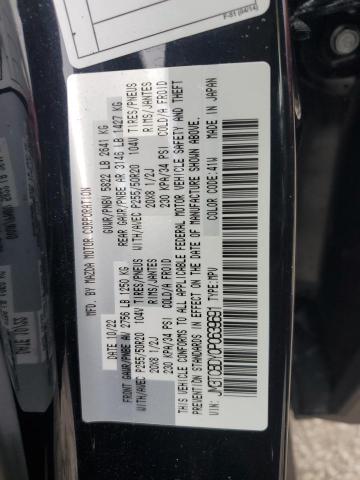 P-S1 (04/14)
MFD. BY MAZDA MOTOR CORPORATION
DATE: 10/22 GVWR/PNBV 5822 LB 2641 KG
FRONT GAWR/PNBE AV 2756 LB 1250 KG REAR GAWR/PNBE AR 3146 LB 1427 KG
WITH/AVEC P255/50R20 104V TIRES/PNEUS WITH/AVEC P255/50R20 104V TIRES/PNEUS
20X8 1/2J RIMS/JANTES 20X8 1/2J RIMS/JANTES
230 KPA/34 PSI COLD/A FROID 230 KPA/34 PSI COLD/A FROID
THIS VEHICLE CONFORMS TO ALL APPLICABLE FEDERAL MOTOR VEHICLE SAFETY AND THEFT
PREVENTION STANDARDS IN EFFECT ON THE DATE OF MANUFACTURE SHOWN ABOVE.
TYPE:MPV COLOR CODE:41W MADE IN JAPAN
VIN: